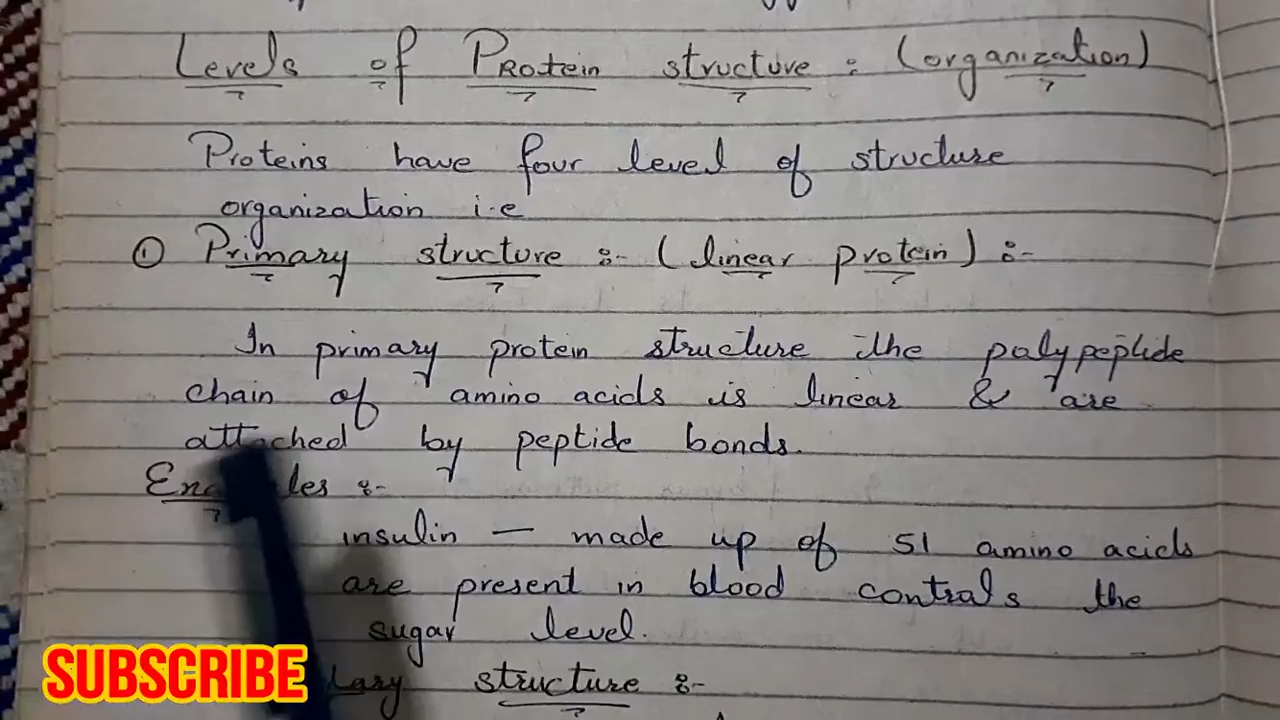 Levels of Protein structure : (organization)
Proteins have four level of structure
organization i.e
① Primary structure :- (linear protein) :-
In primary protein structure the polypeptide
chain of amino acids is linear & are
attached by peptide bonds.
:-
insulin — made up of 51 amino acids
are present in blood contrals the
sugar level.
structure :-
SUBSCRIBE